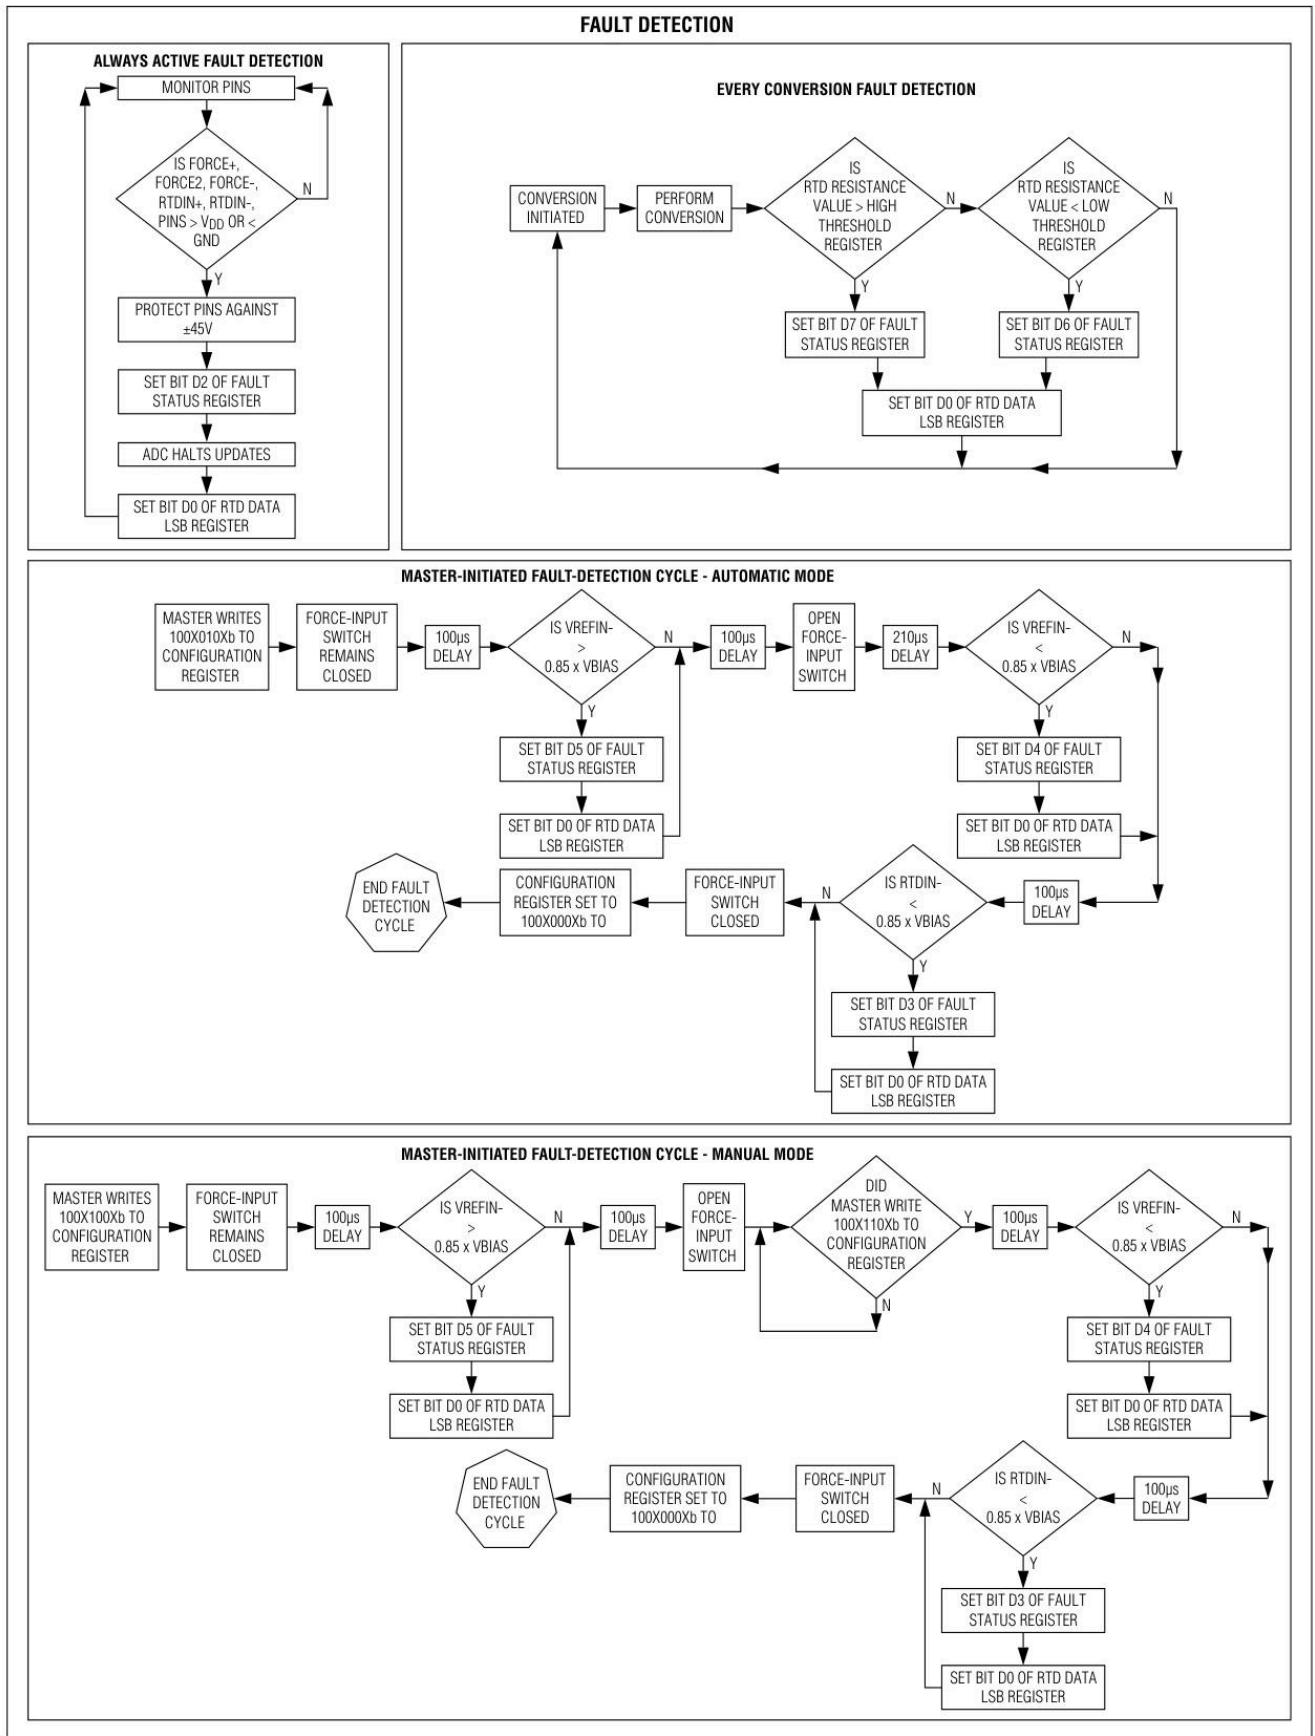 FAULT DETECTION
ALWAYS ACTIVE FAULT DETECTION
MONITOR PINS
IS FORCE+,
FORCE2, FORCE-,
RTDIN+, RTDIN-,
PINS > VDD OR <
GND
N
Y
PROTECT PINS AGAINST
±45V
SET BIT D2 OF FAULT
STATUS REGISTER
ADC HALTS UPDATES
SET BIT D0 OF RTD DATA
LSB REGISTER
EVERY CONVERSION FAULT DETECTION
CONVERSION
INITIATED
PERFORM
CONVERSION
IS
RTD RESISTANCE
VALUE > HIGH
THRESHOLD
REGISTER
N
Y
IS
RTD RESISTANCE
VALUE < LOW
THRESHOLD
REGISTER
N
Y
SET BIT D7 OF FAULT
STATUS REGISTER
SET BIT D6 OF FAULT
STATUS REGISTER
SET BIT D0 OF RTD DATA
LSB REGISTER
MASTER-INITIATED FAULT-DETECTION CYCLE - AUTOMATIC MODE
MASTER WRITES
100X010Xb TO
CONFIGURATION
REGISTER
FORCE-INPUT
SWITCH
REMAINS
CLOSED
100µs
DELAY
IS VREFIN-
>
0.85 x VBIAS
N
Y
SET BIT D5 OF FAULT
STATUS REGISTER
SET BIT D0 OF RTD DATA
LSB REGISTER
100µs
DELAY
OPEN
FORCE-
INPUT
SWITCH
210µs
DELAY
IS VREFIN-
<
0.85 x VBIAS
N
Y
SET BIT D4 OF FAULT
STATUS REGISTER
SET BIT D0 OF RTD DATA
LSB REGISTER
100µs
DELAY
IS RTDIN-
<
0.85 x VBIAS
N
Y
SET BIT D3 OF FAULT
STATUS REGISTER
SET BIT D0 OF RTD DATA
LSB REGISTER
FORCE-INPUT
SWITCH
CLOSED
CONFIGURATION
REGISTER SET TO
100X000Xb TO
END FAULT
DETECTION
CYCLE
MASTER-INITIATED FAULT-DETECTION CYCLE - MANUAL MODE
MASTER WRITES
100X100Xb TO
CONFIGURATION
REGISTER
FORCE-INPUT
SWITCH
REMAINS
CLOSED
100µs
DELAY
IS VREFIN-
>
0.85 x VBIAS
N
Y
SET BIT D5 OF FAULT
STATUS REGISTER
SET BIT D0 OF RTD DATA
LSB REGISTER
100µs
DELAY
OPEN
FORCE-
INPUT
SWITCH
DID
MASTER WRITE
100X110Xb TO
CONFIGURATION
REGISTER
Y
N
100µs
DELAY
IS VREFIN-
<
0.85 x VBIAS
N
Y
SET BIT D4 OF FAULT
STATUS REGISTER
SET BIT D0 OF RTD DATA
LSB REGISTER
100µs
DELAY
IS RTDIN-
<
0.85 x VBIAS
N
Y
SET BIT D3 OF FAULT
STATUS REGISTER
SET BIT D0 OF RTD DATA
LSB REGISTER
FORCE-INPUT
SWITCH
CLOSED
CONFIGURATION
REGISTER SET TO
100X000Xb TO
END FAULT
DETECTION
CYCLE